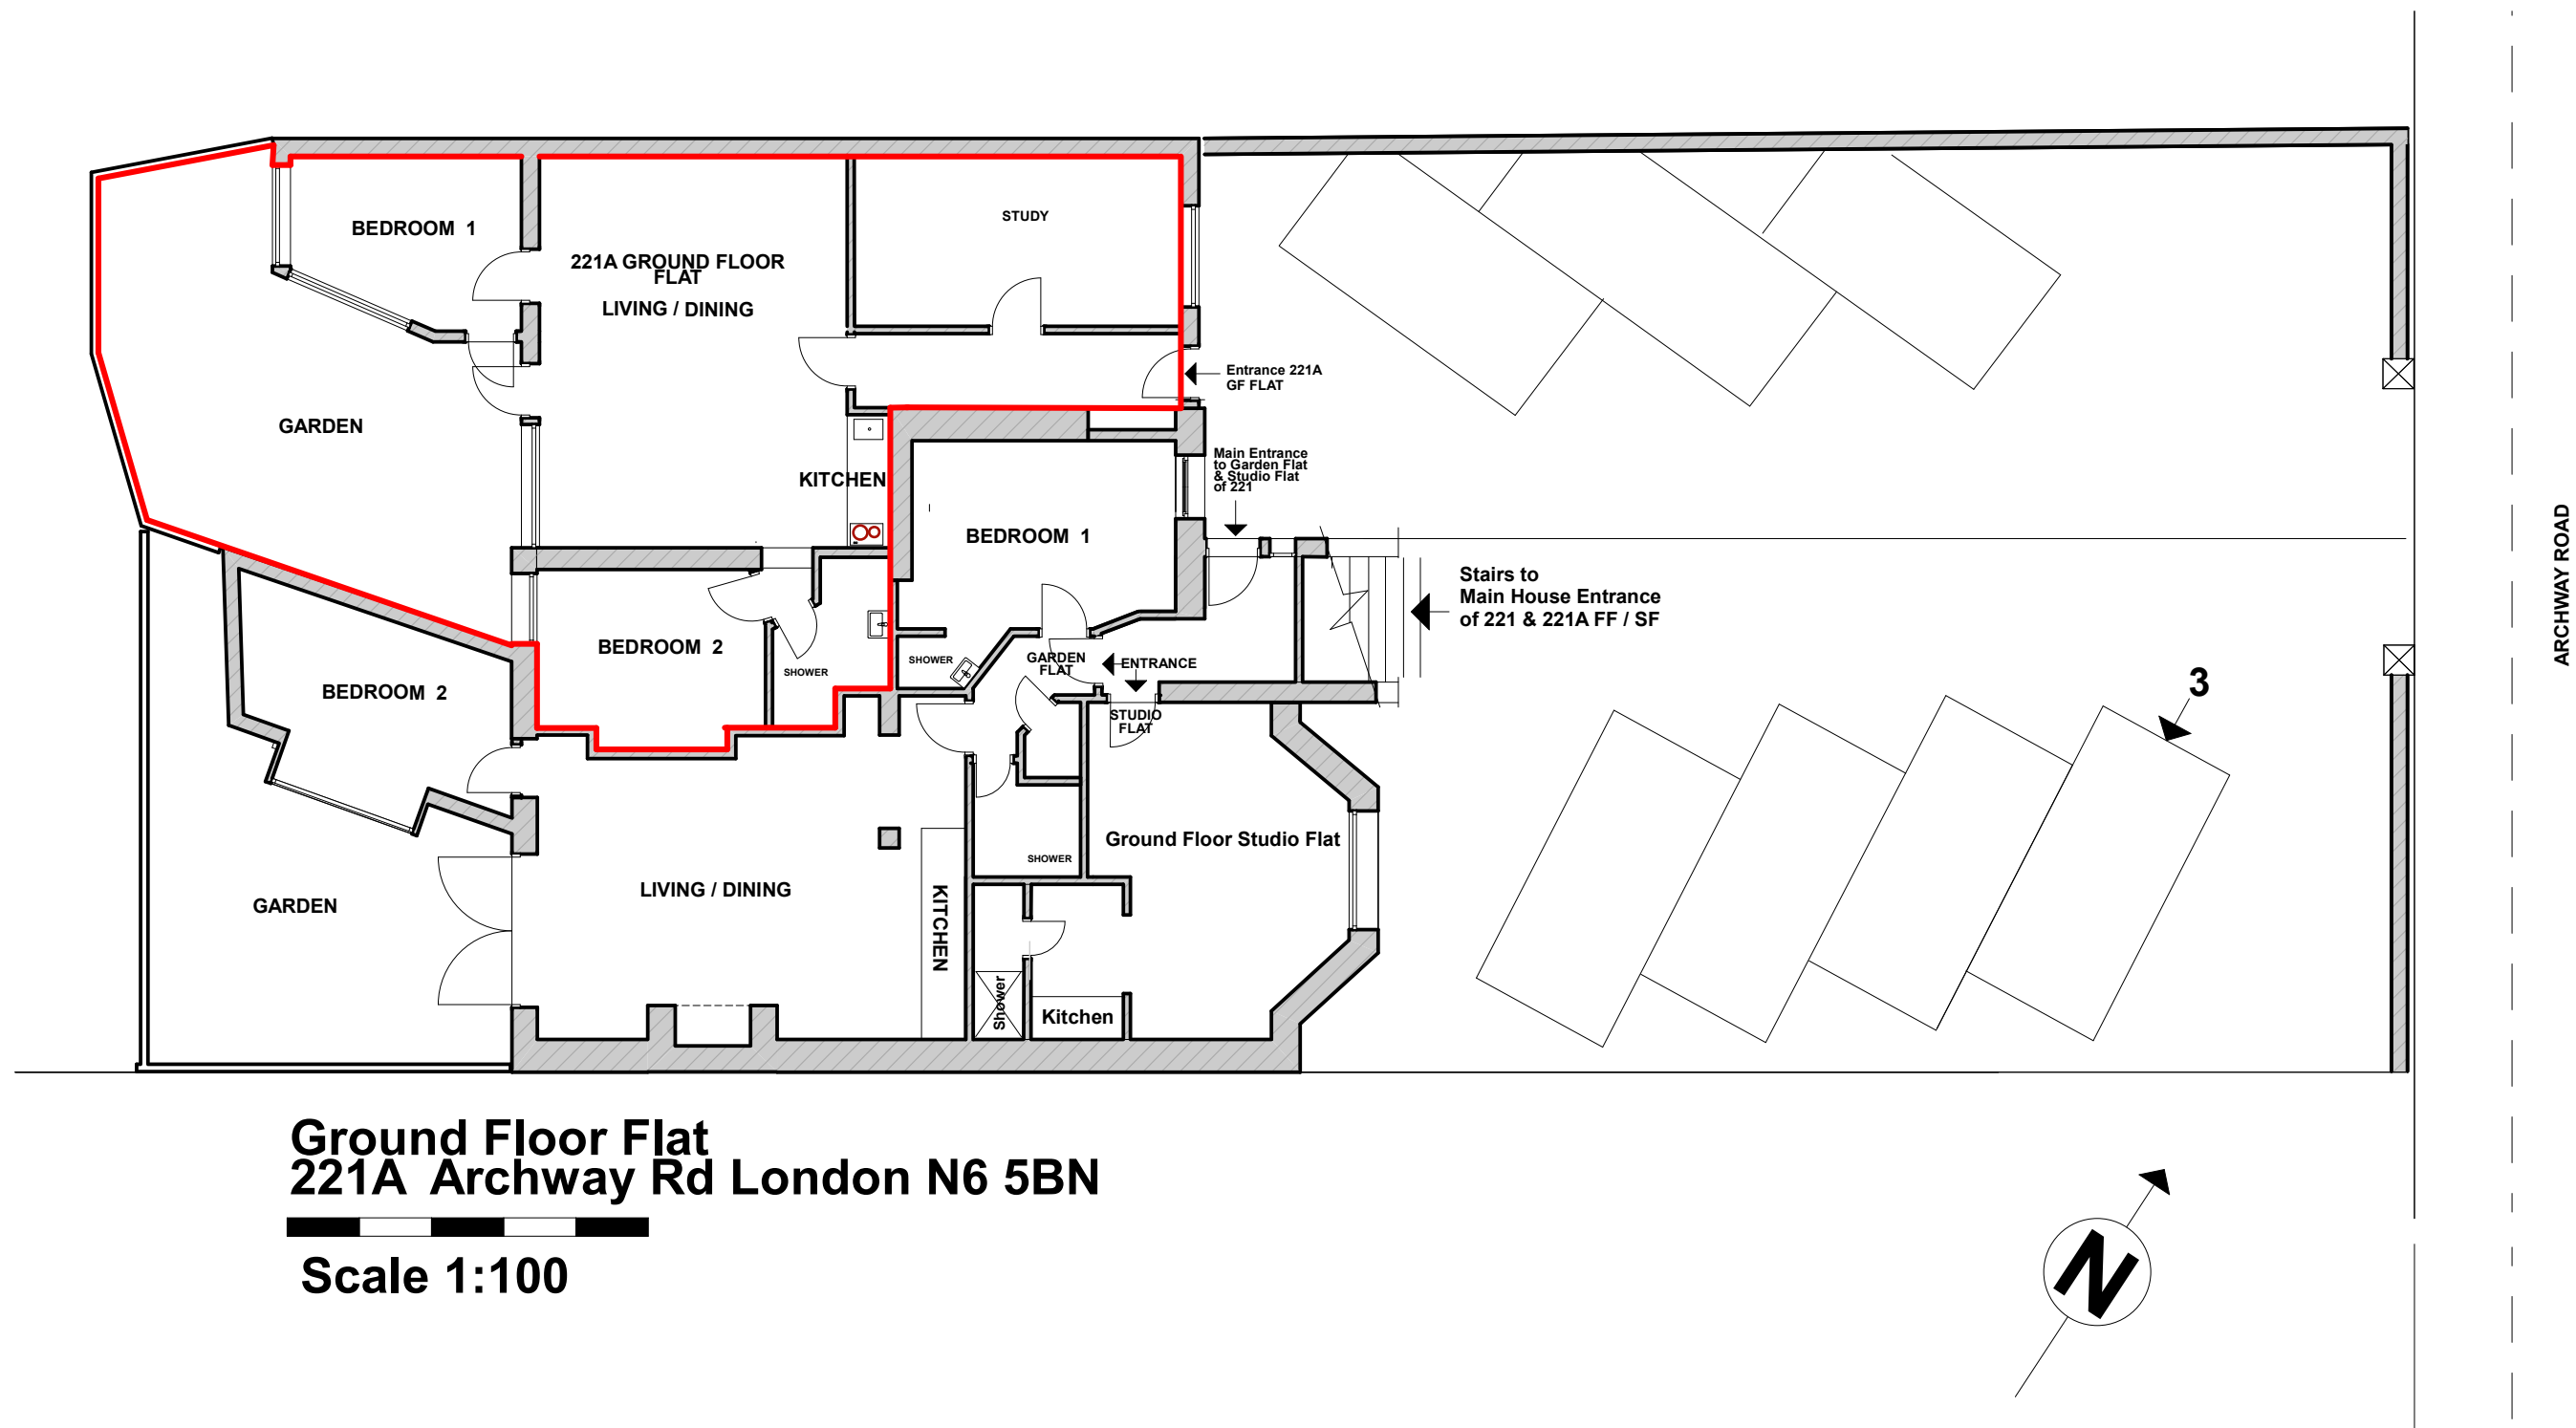 BEDROOM 1
STUDY
221A GROUND FLOOR
FLAT
LIVING / DINING
Entrance 221A
GF FLAT
GARDEN
KITCHEN
Main Entrance
to Garden Flat
& Studio Flat
of 221
BEDROOM 1
Stairs to
Main House Entrance
of 221 & 221A FF / SF
ARCHWAY ROAD
BEDROOM 2
SHOWER
SHOWER
GARDEN
FLAT
ENTRANCE
BEDROOM 2
STUDIO
FLAT
3
Ground Floor Studio Flat
SHOWER
LIVING / DINING
KITCHEN
GARDEN
Shower
Kitchen
Ground Floor Flat
221A Archway Rd London N6 5BN
Scale 1:100
N